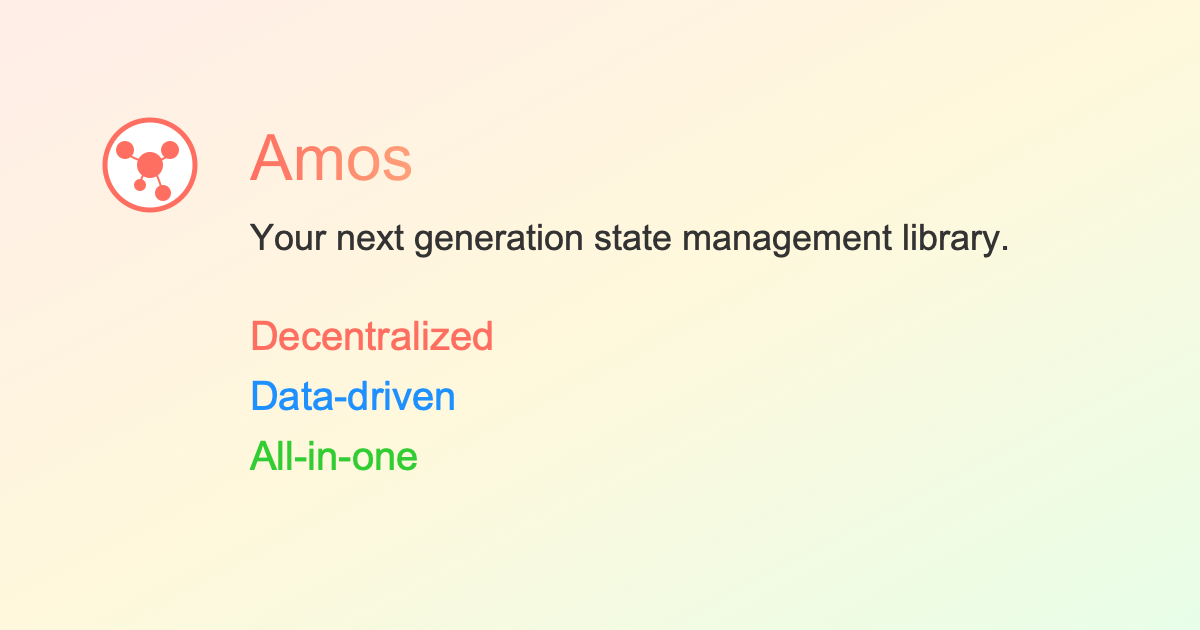 Amos
Your next generation state management library.
Decentralized
Data-driven
All-in-one